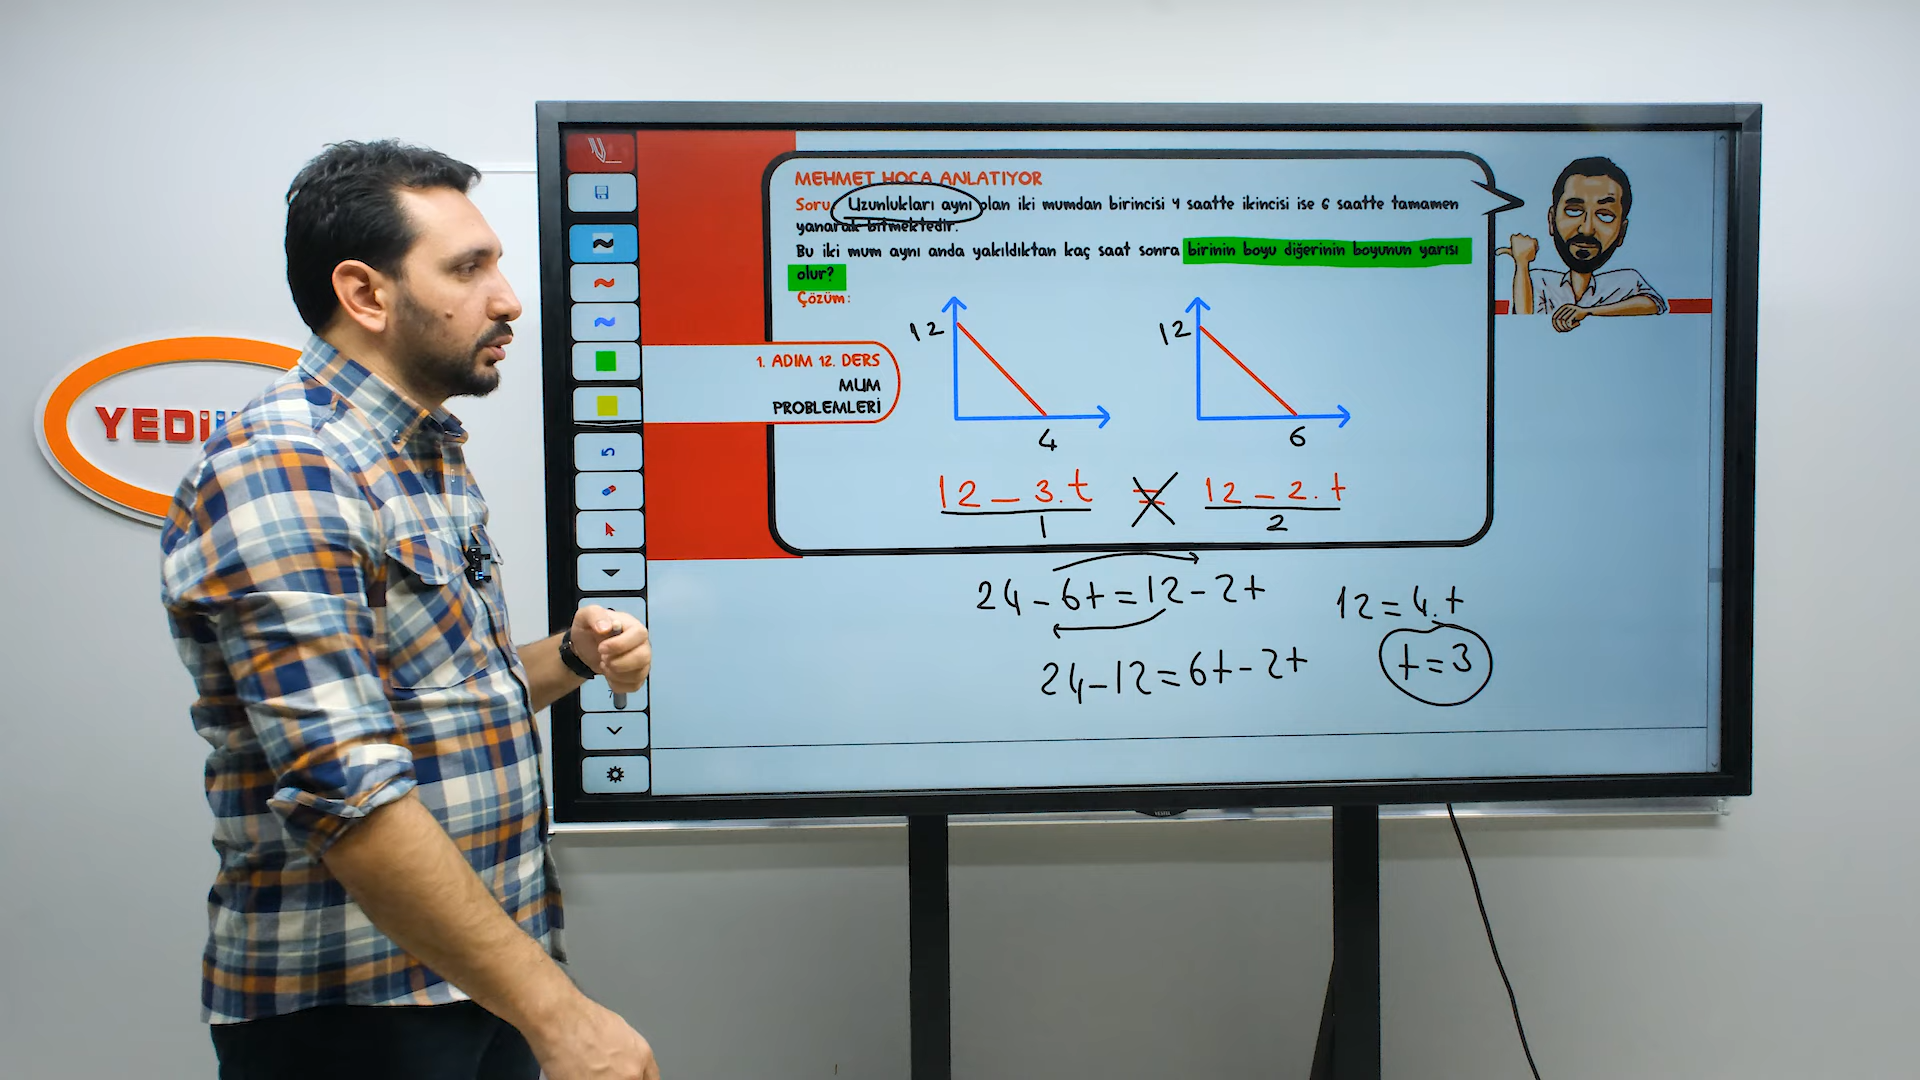 YEDİ
MEHMET HOCA ANLATIYOR
Soru: Uzunlukları aynı olan iki mumdan birincisi 4 saatte ikincisi ise 6 saatte tamamen
yanarak bitmektedir.
Bu iki mum aynı anda yakıldıktan kaç saat sonra birinin boyu diğerinin boyunun yarısı
olur?
Çözüm:
1. ADIM 12. DERS
MUM
PROBLEMLERİ
12
4
12
6
12 - 3.t = 12 - 2.t
1 2
24 - 6t = 12 - 2t
24 - 12 = 6t - 2t
12 = 4.t
t = 3